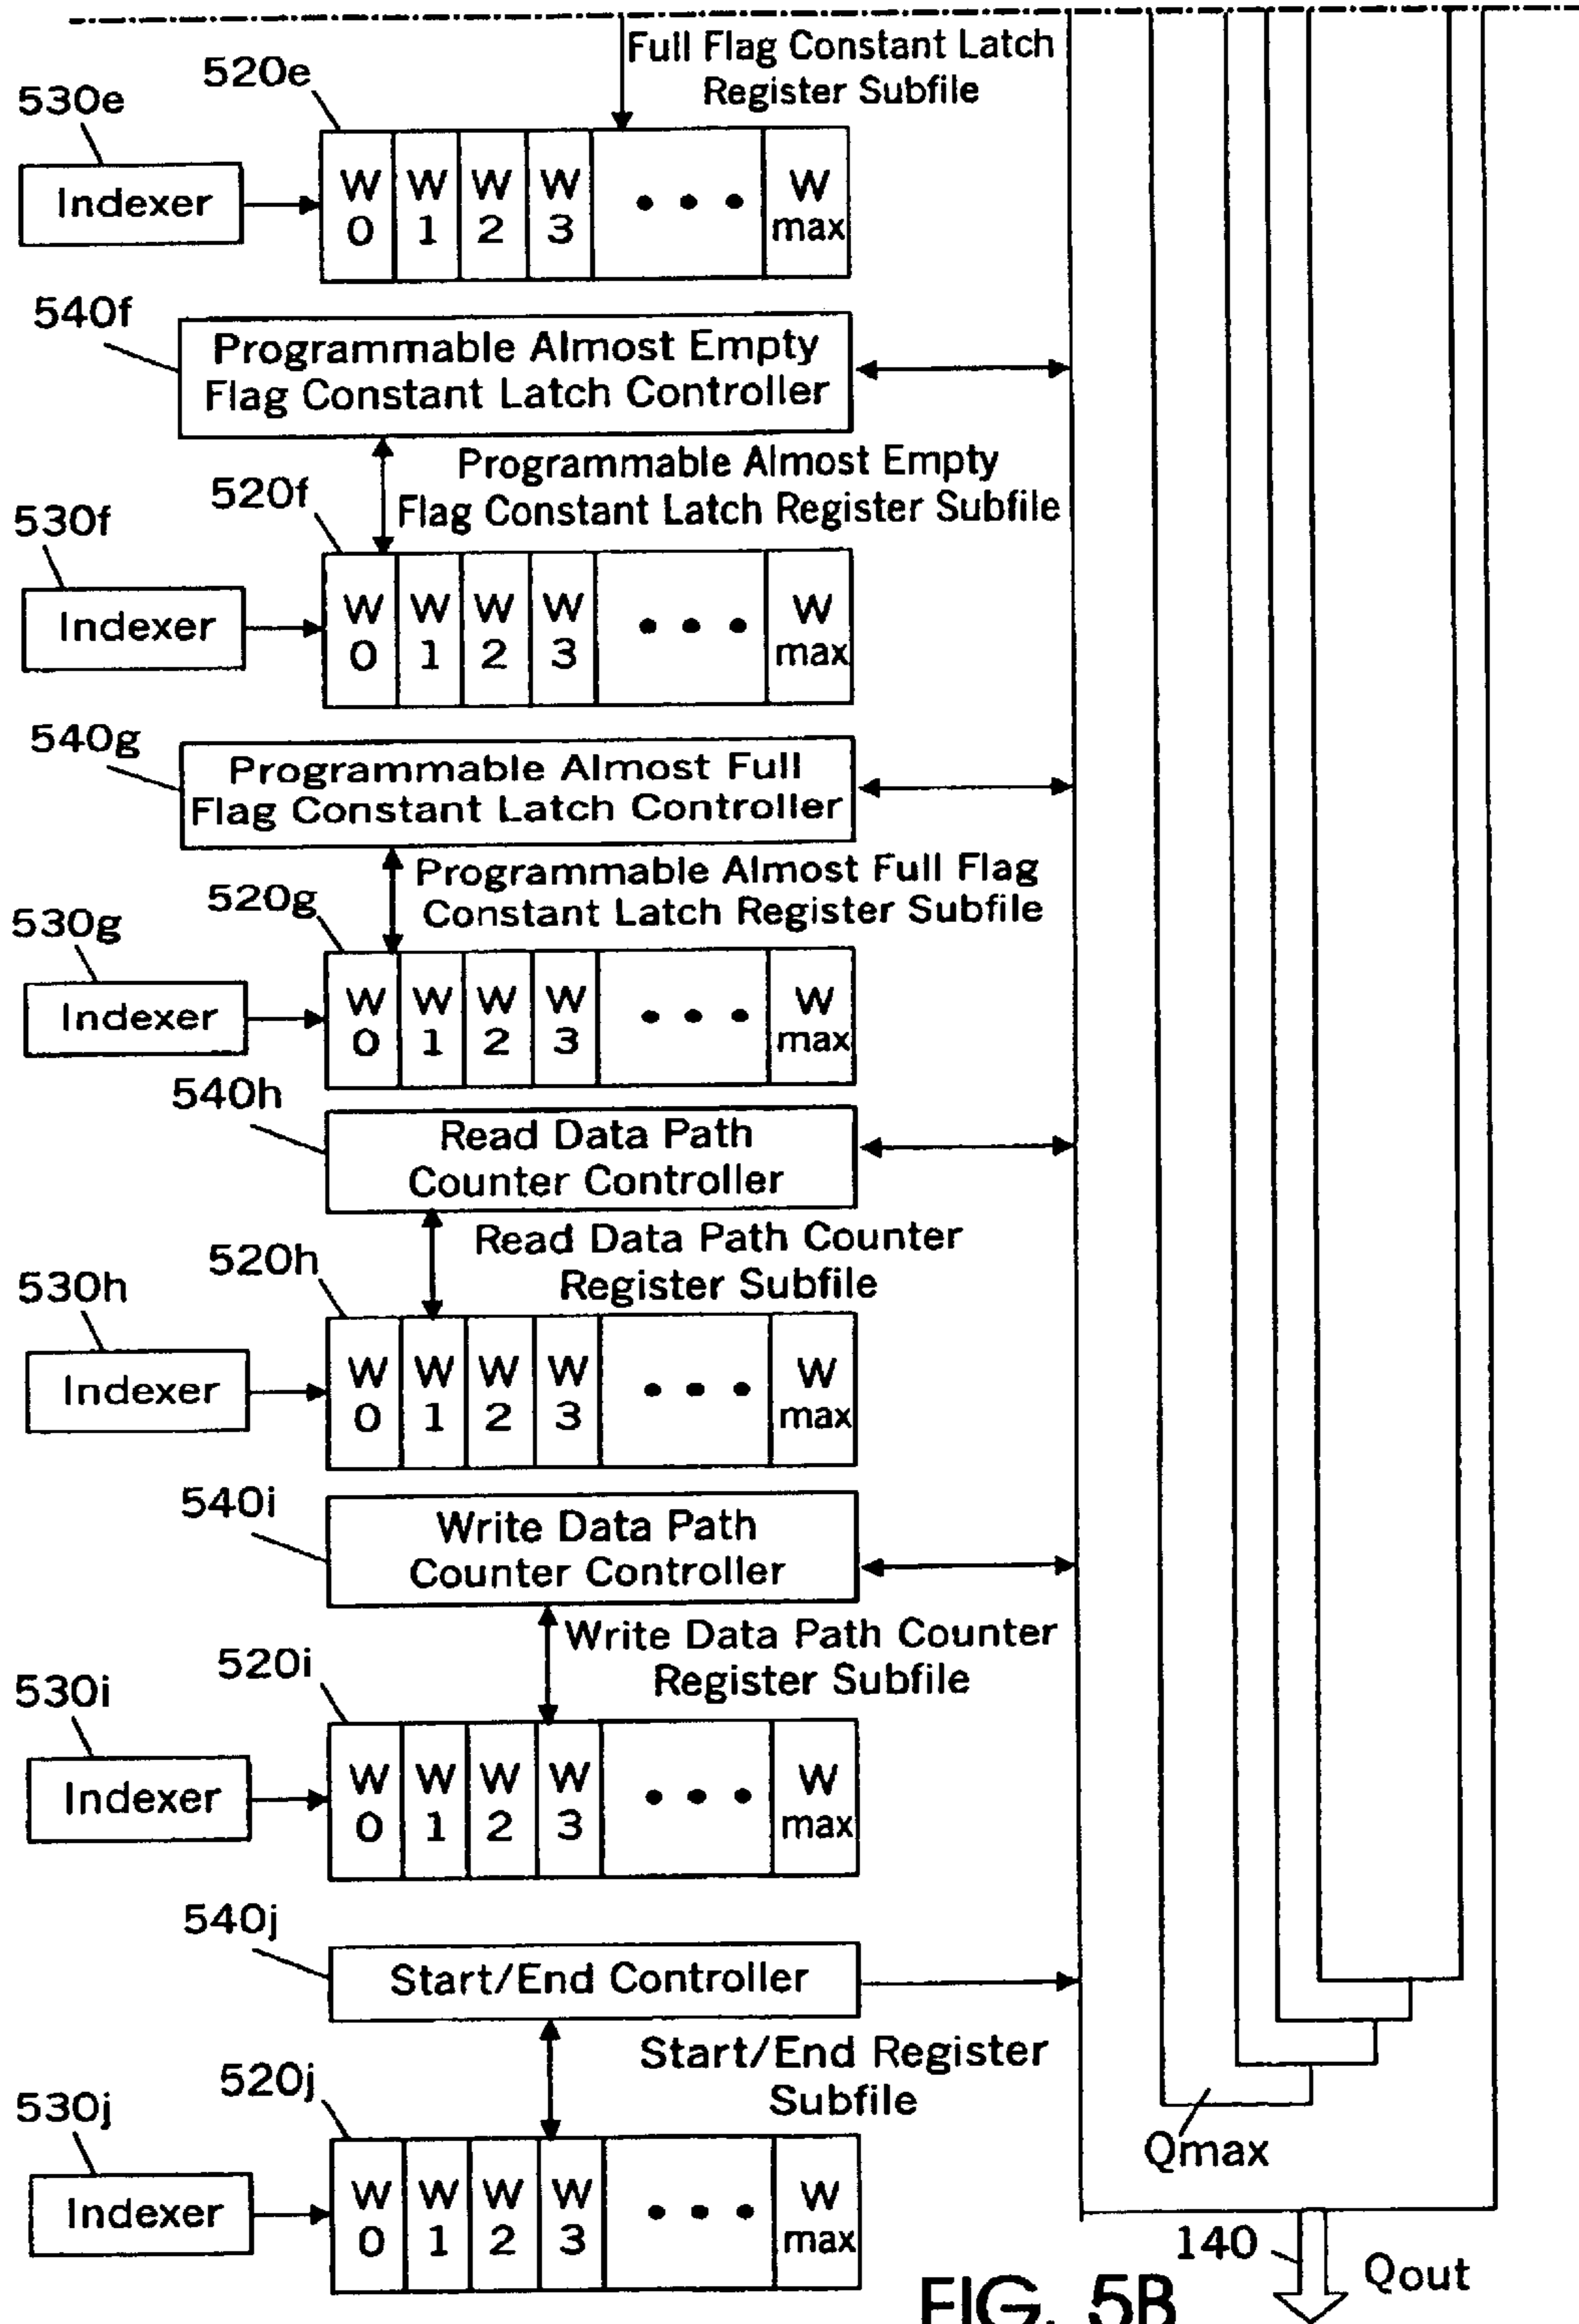 Full Flag Constant Latch
Register Subfile
520e
530e
Indexer
W W W W • • • W
0 1 2 3 max
540f
Programmable Almost Empty
Flag Constant Latch Controller
Programmable Almost Empty
Flag Constant Latch Register Subfile
520f
530f
Indexer
W W W W • • • W
0 1 2 3 max
540g
Programmable Almost Full
Flag Constant Latch Controller
Programmable Almost Full Flag
Constant Latch Register Subfile
520g
530g
Indexer
W W W W • • • W
0 1 2 3 max
540h
Read Data Path
Counter Controller
Read Data Path Counter
Register Subfile
520h
530h
Indexer
W W W W • • • W
0 1 2 3 max
540i
Write Data Path
Counter Controller
Write Data Path Counter
Register Subfile
520i
530i
Indexer
W W W W • • • W
0 1 2 3 max
540j
Start/End Controller
Start/End Register
Subfile
520j
530j
Indexer
W W W W • • • W
0 1 2 3 max
Qmax
140
Qout
FIG. 5B